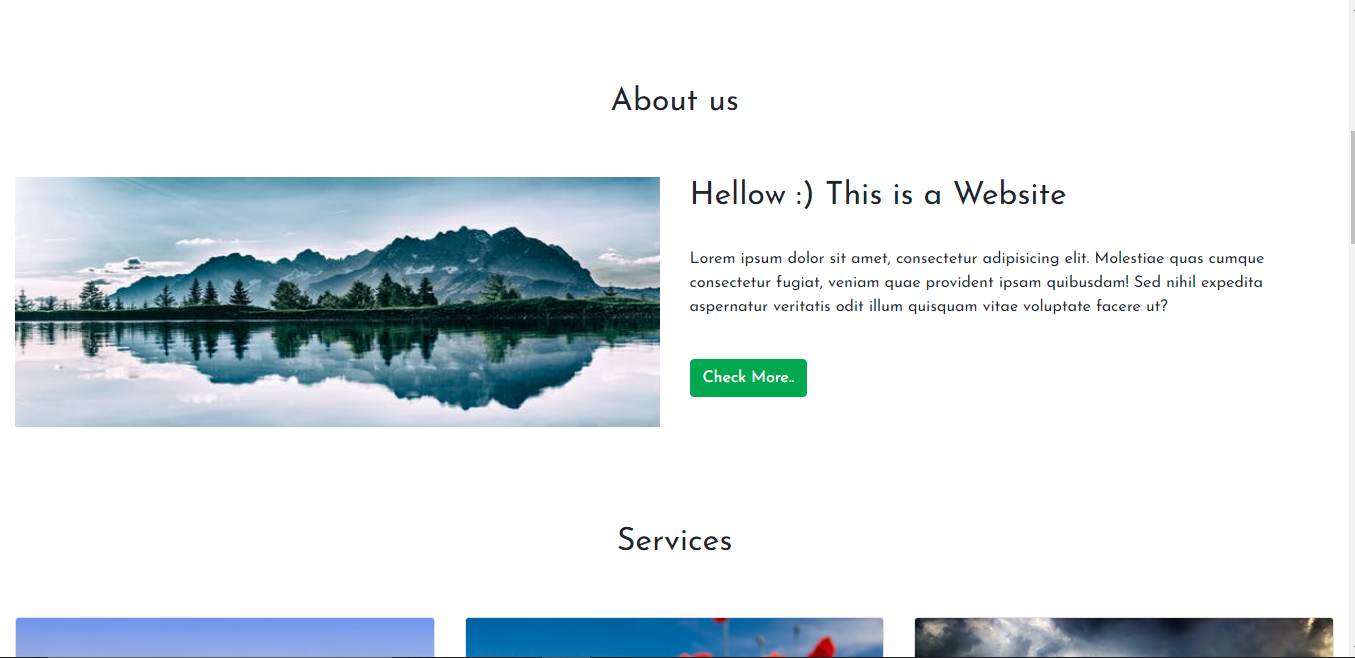 About us
Hellow :) This is a Website
Lorem ipsum dolor sit amet, consectetur adipisicing elit. Molestiae quas cumque
consectetur fugiat, veniam quae provident ipsam quibusdam! Sed nihil expedita
aspernatur veritatis odit illum quisquam vitae voluptate facere ut?
Check More..
Services